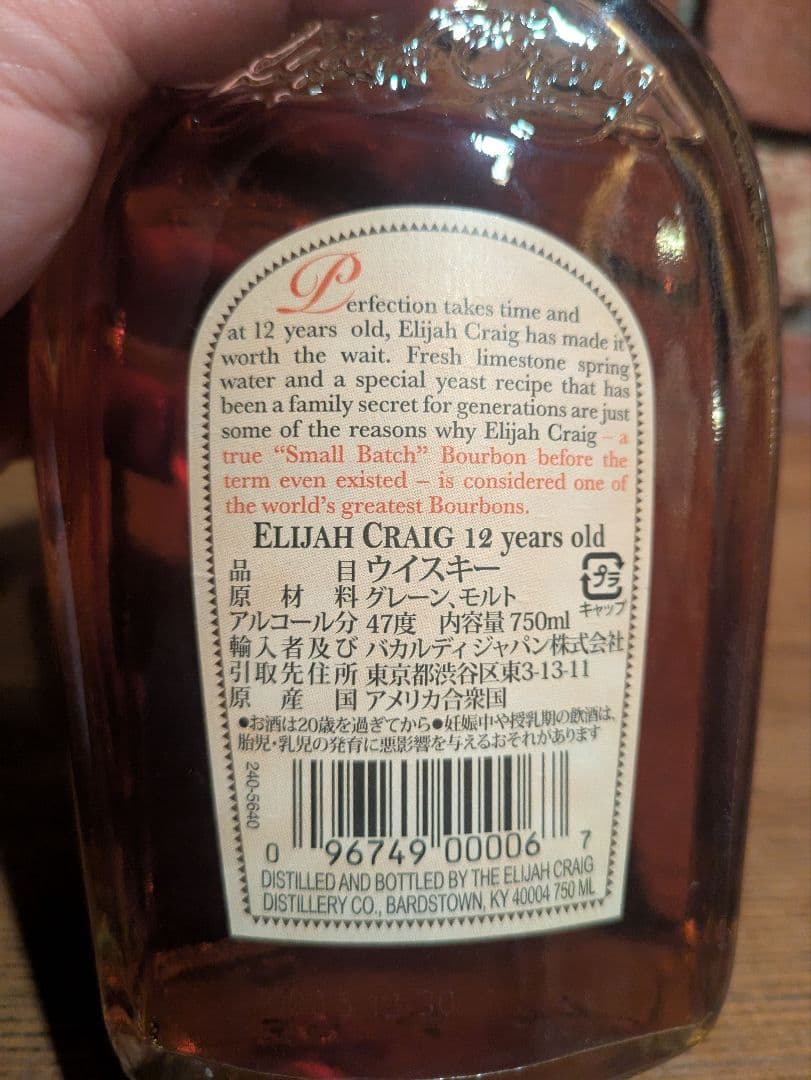 Perfection takes time and
at 12 years old, Elijah Craig has made it
worth the wait. Fresh limestone spring
water and a special yeast recipe that has
been a family secret for generations are just
some of the reasons why Elijah Craig – a
true “Small Batch” Bourbon before the
term even existed – is considered one of
the world's greatest Bourbons.
ELIJAH CRAIG 12 years old
品目 ウイスキー
プラ
原材料 グレーン、モルト
キャップ
アルコール分 47度 内容量 750ml
輸入者及び バカルディ ジャパン株式会社
引取先住所 東京都渋谷区東3-13-11
原産国 アメリカ合衆国
●お酒は20歳を過ぎてから●妊娠中や授乳期の飲酒は、
胎児・乳児の発育に悪影響を与えるおそれがあります
240-5640
0 96749 00006 7
DISTILLED AND BOTTLED BY THE ELIJAH CRAIG
DISTILLERY CO., BARDSTOWN, KY 40004 750 ML